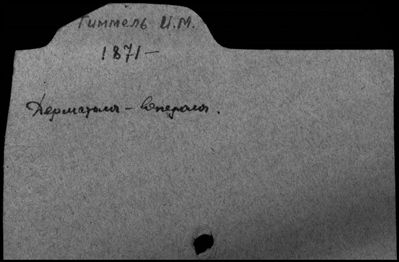 Гиммель И.М.
1871 —
Дерматолог - Венеролог.